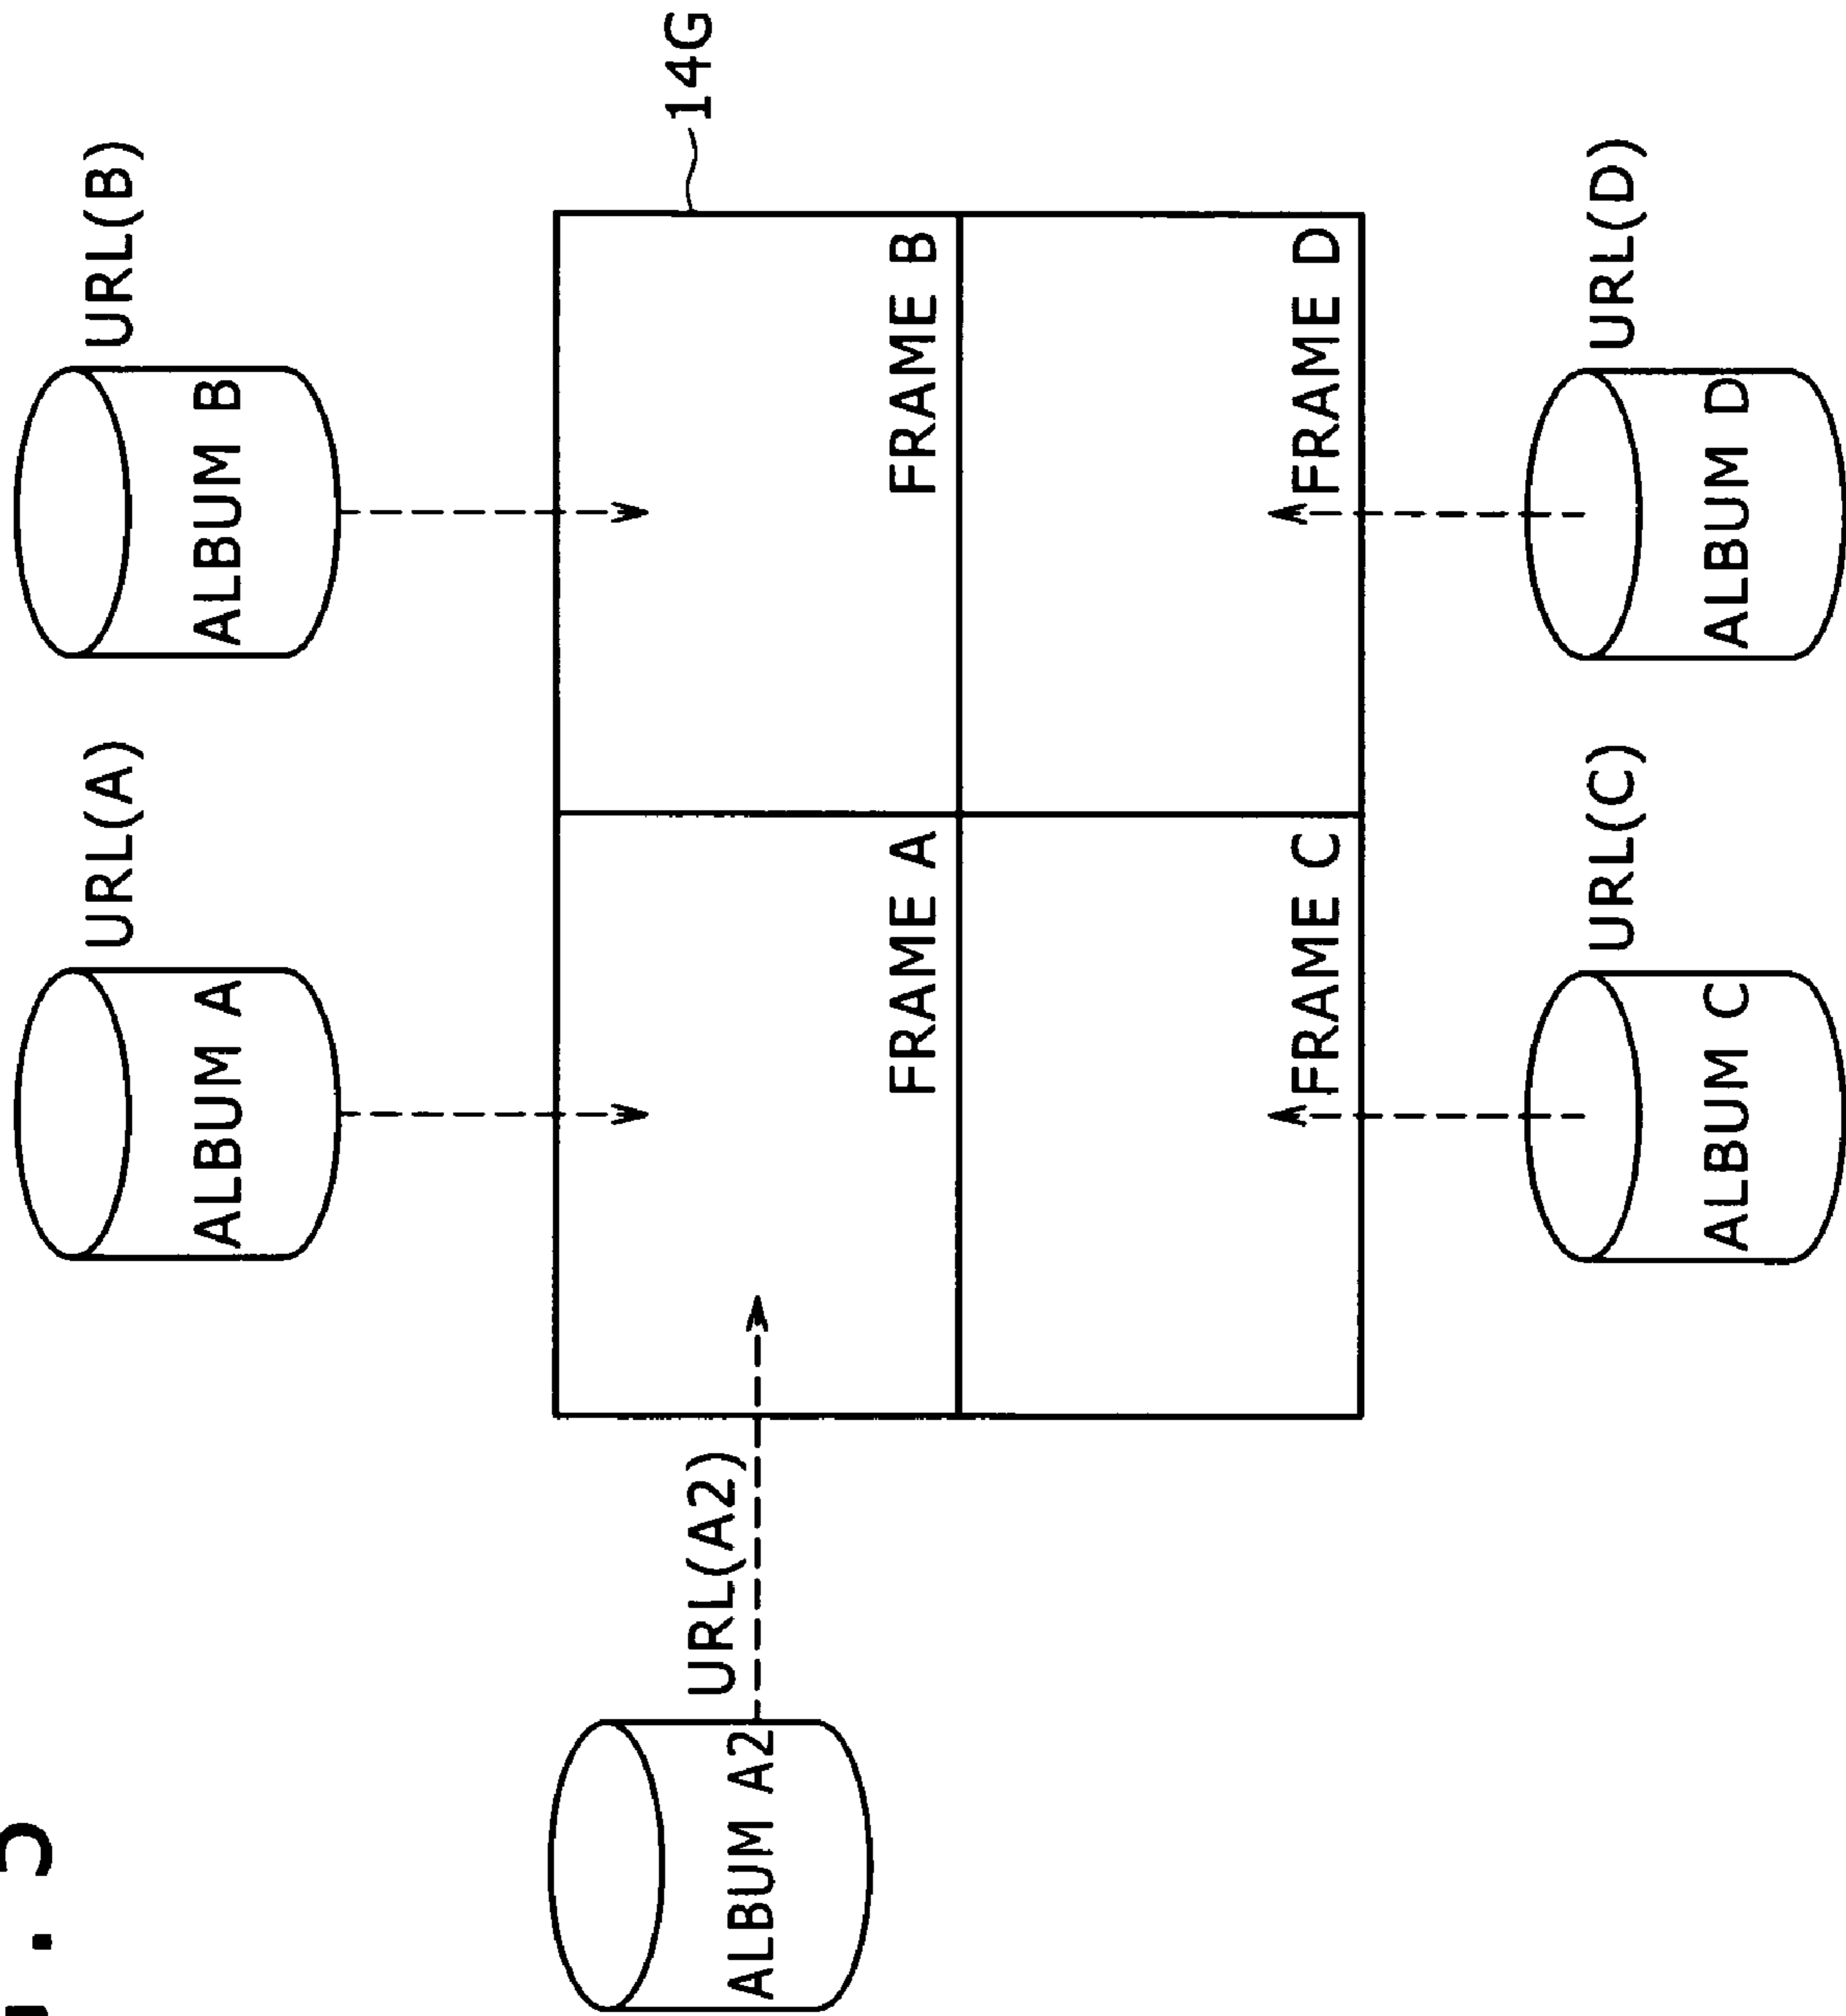 URL(A)
URL(B)
ALBUM A
ALBUM B
14G
URL(A2)
ALBUM A2
FRAME A
FRAME B
FRAME C
FRAME D
URL(C)
URL(D)
ALBUM C
ALBUM D